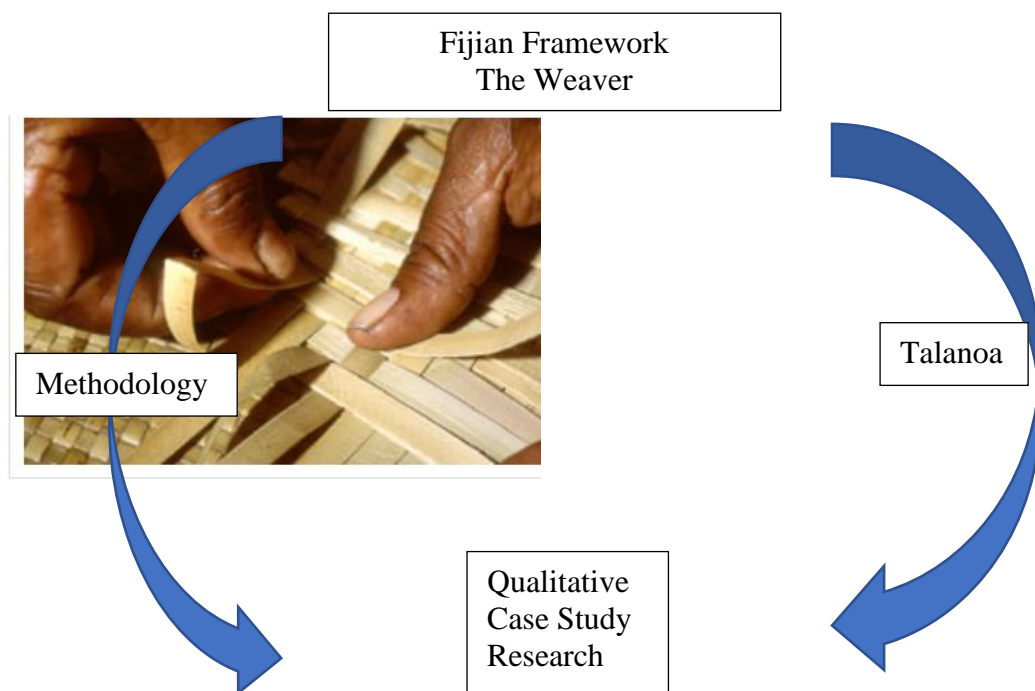 Fijian Framework
The Weaver
Methodology
Talanoa
Qualitative
Case Study
Research